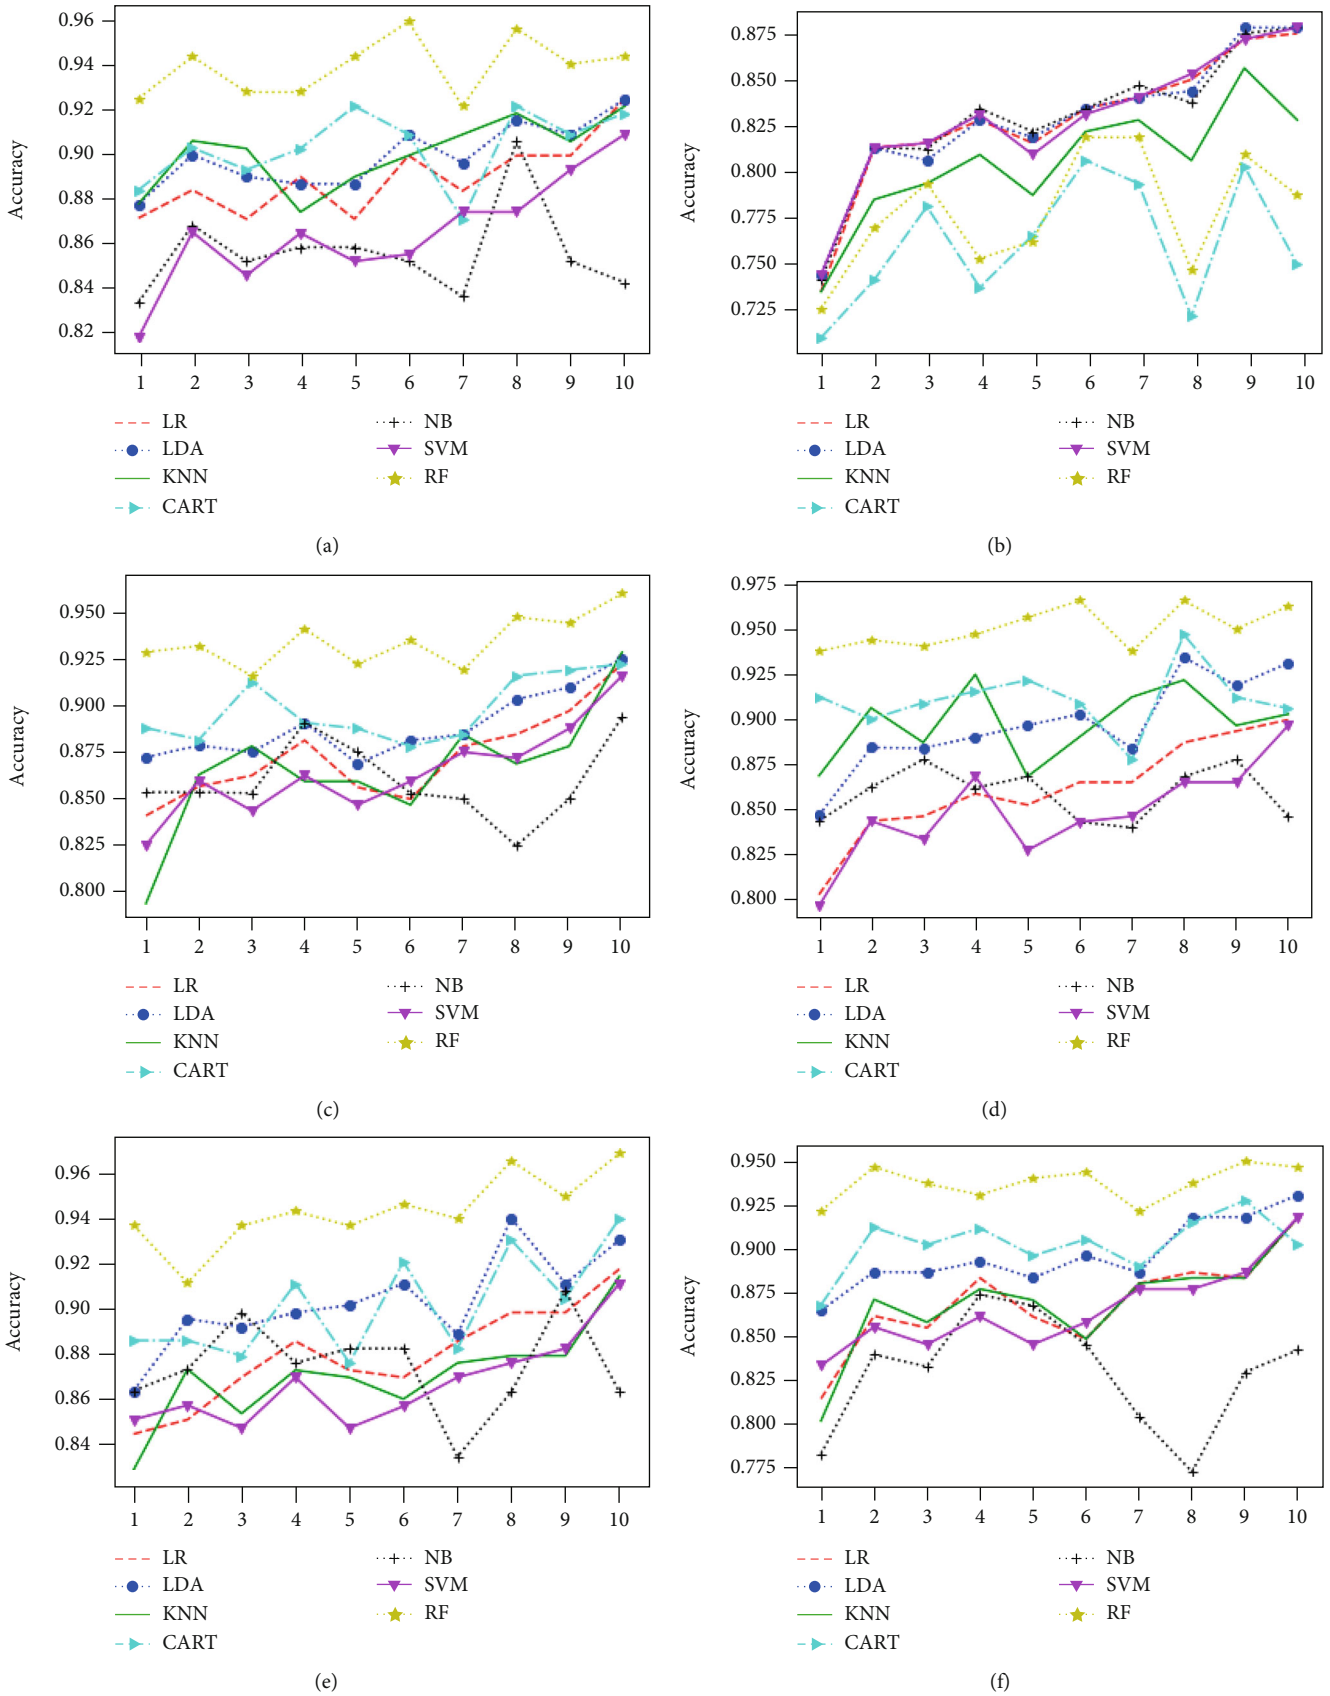 Accuracy
0.96
0.94
0.92
0.90
0.88
0.86
0.84
0.82
1 2 3 4 5 6 7 8 9 10
LR
LDA
KNN
CART
NB
SVM
RF
(a)
Accuracy
0.875
0.850
0.825
0.800
0.775
0.750
0.725
1 2 3 4 5 6 7 8 9 10
LR
LDA
KNN
CART
NB
SVM
RF
(b)
Accuracy
0.950
0.925
0.900
0.875
0.850
0.825
0.800
1 2 3 4 5 6 7 8 9 10
LR
LDA
KNN
CART
NB
SVM
RF
(c)
Accuracy
0.975
0.950
0.925
0.900
0.875
0.850
0.825
0.800
1 2 3 4 5 6 7 8 9 10
LR
LDA
KNN
CART
NB
SVM
RF
(d)
Accuracy
0.96
0.94
0.92
0.90
0.88
0.86
0.84
1 2 3 4 5 6 7 8 9 10
LR
LDA
KNN
CART
NB
SVM
RF
(e)
Accuracy
0.950
0.925
0.900
0.875
0.850
0.825
0.800
0.775
1 2 3 4 5 6 7 8 9 10
LR
LDA
KNN
CART
NB
SVM
RF
(f)